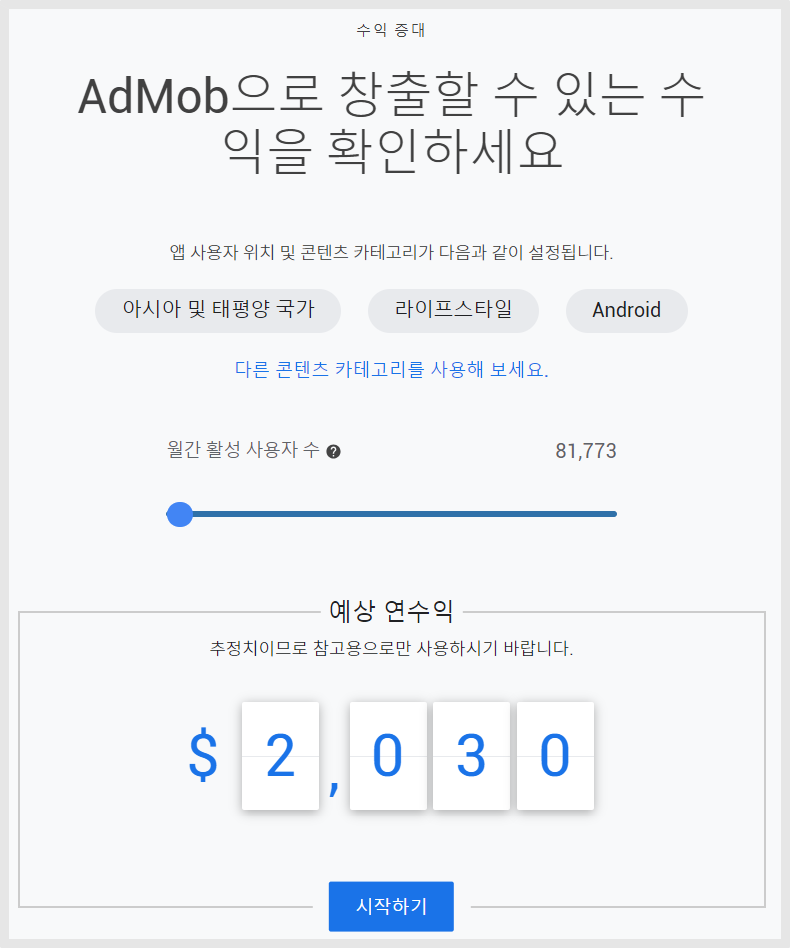 수익 증대
AdMob으로 창출할 수 있는 수
익을 확인하세요
앱 사용자 위치 및 콘텐츠 카테고리가 다음과 같이 설정됩니다.
아시아 및 태평양 국가 라이프스타일 Android
다른 콘텐츠 카테고리를 사용해 보세요.
월간 활성 사용자 수 ? 81,773
예상 연수익
추정치이므로 참고용으로만 사용하시기 바랍니다.
$ 2,030
시작하기